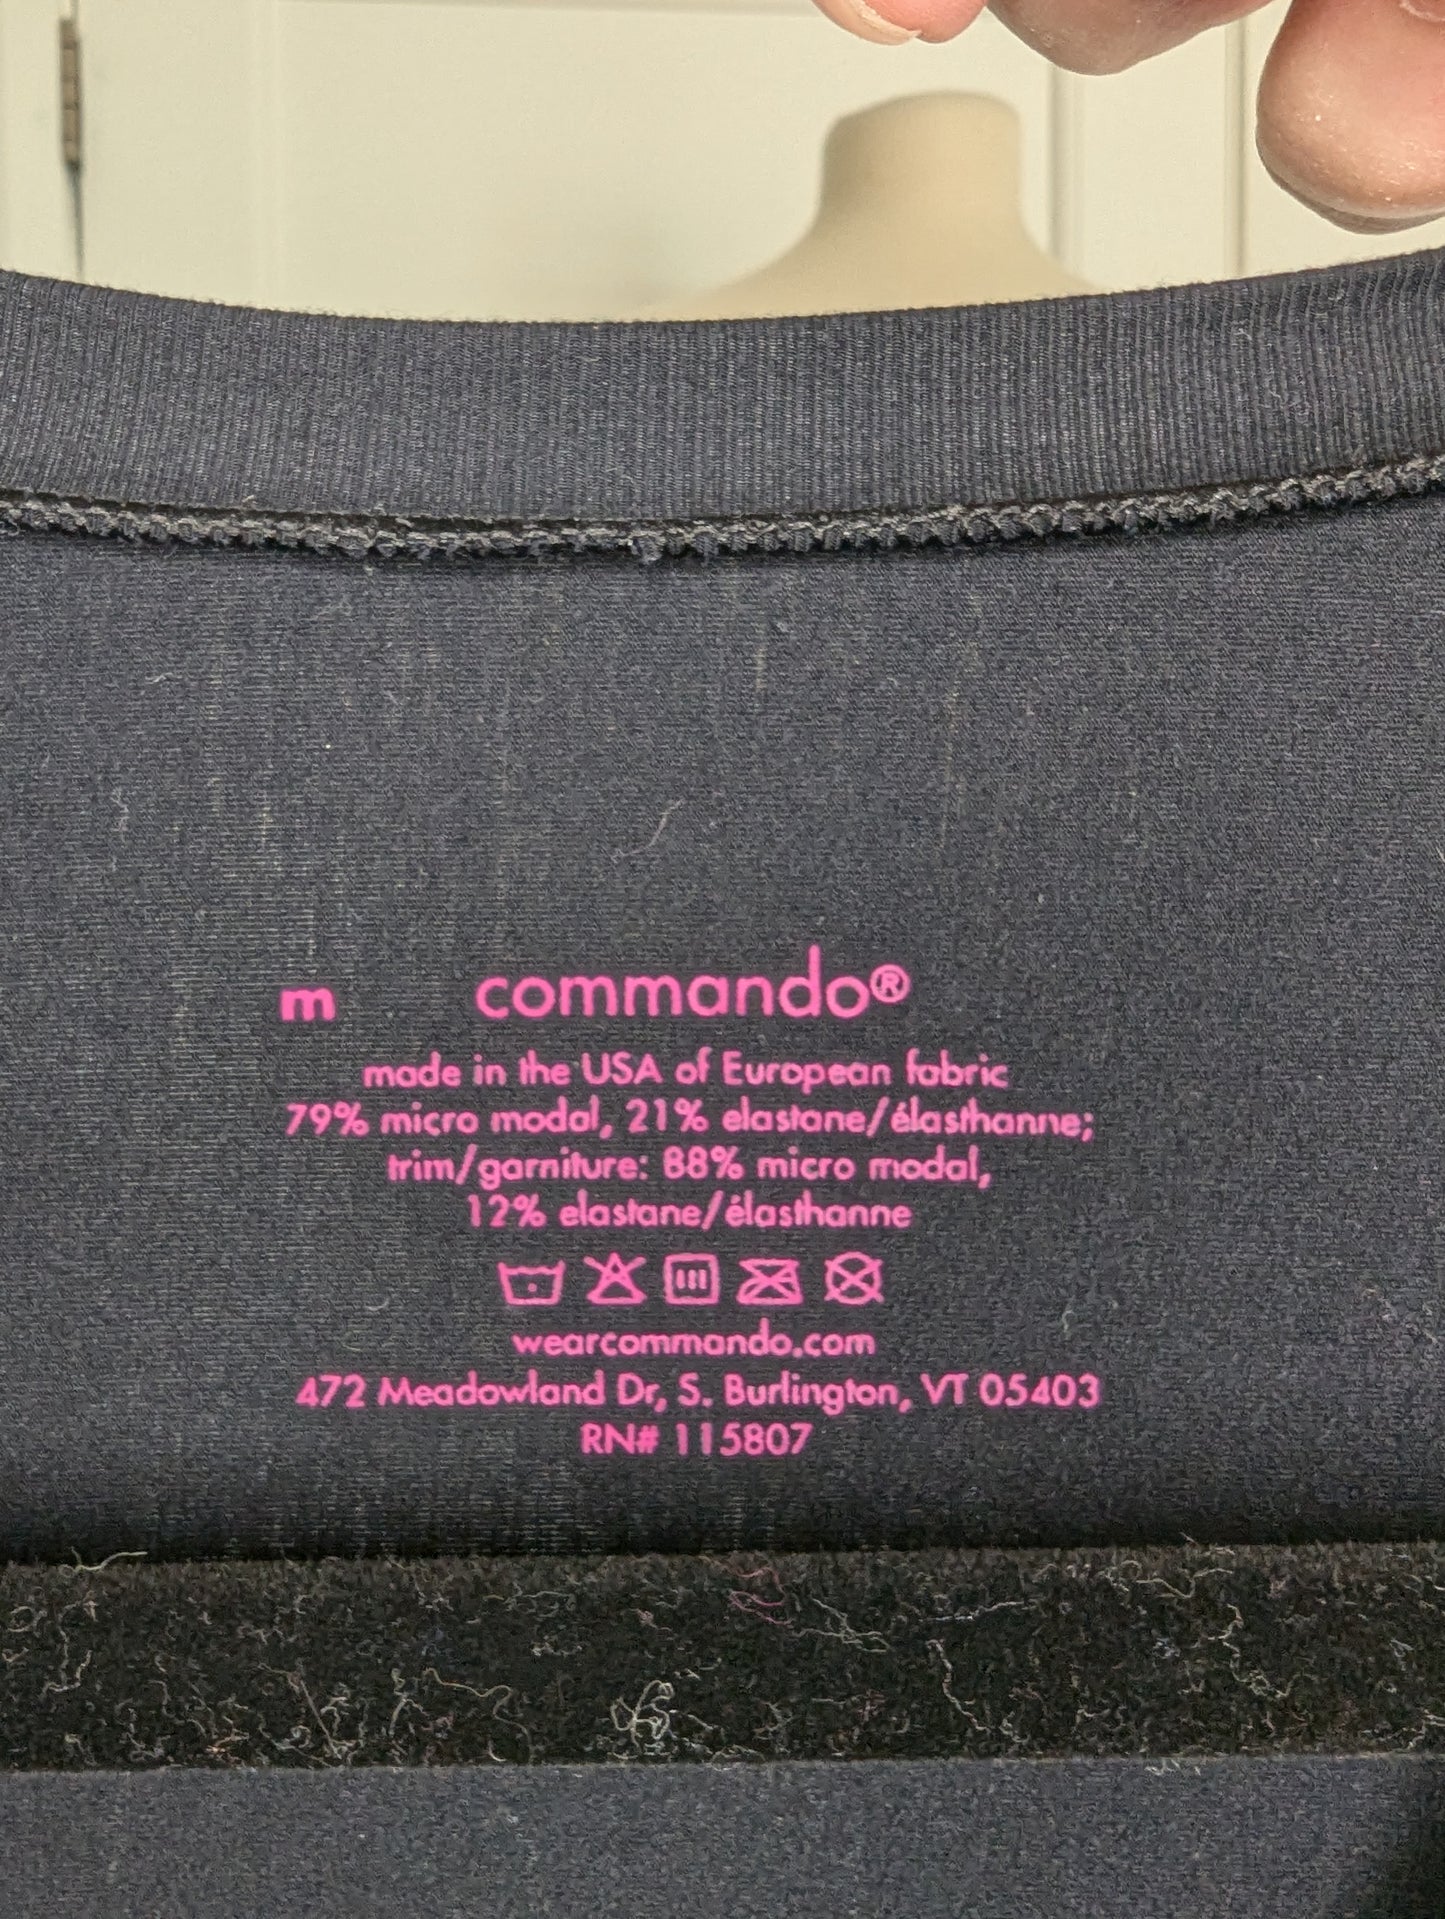 m commando®
made in the USA of European fabric
79% micro modal, 21% elastane/élasthanne;
trim/garniture: 88% micro modal,
12% elastane/élasthanne
wearcommando.com
472 Meadowland Dr, S. Burlington, VT 05403
RN# 115807